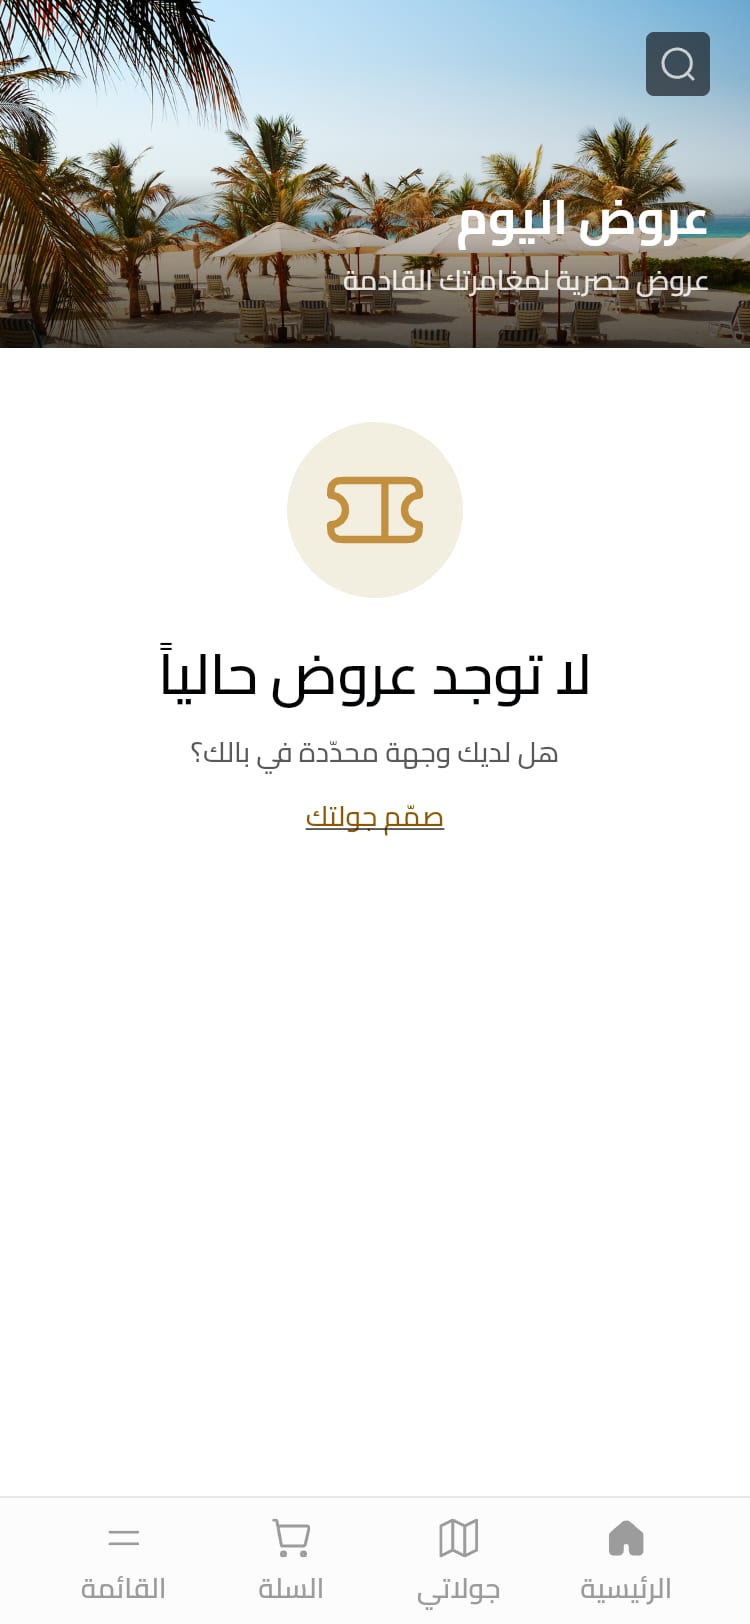 عروض اليوم
عروض حصرية لمغامرتك القادمة
لا توجد عروض حالياً
هل لديك وجهة محدّدة في بالك؟
صمّم جولتك
الرئيسية
جولاتي
السلة
القائمة